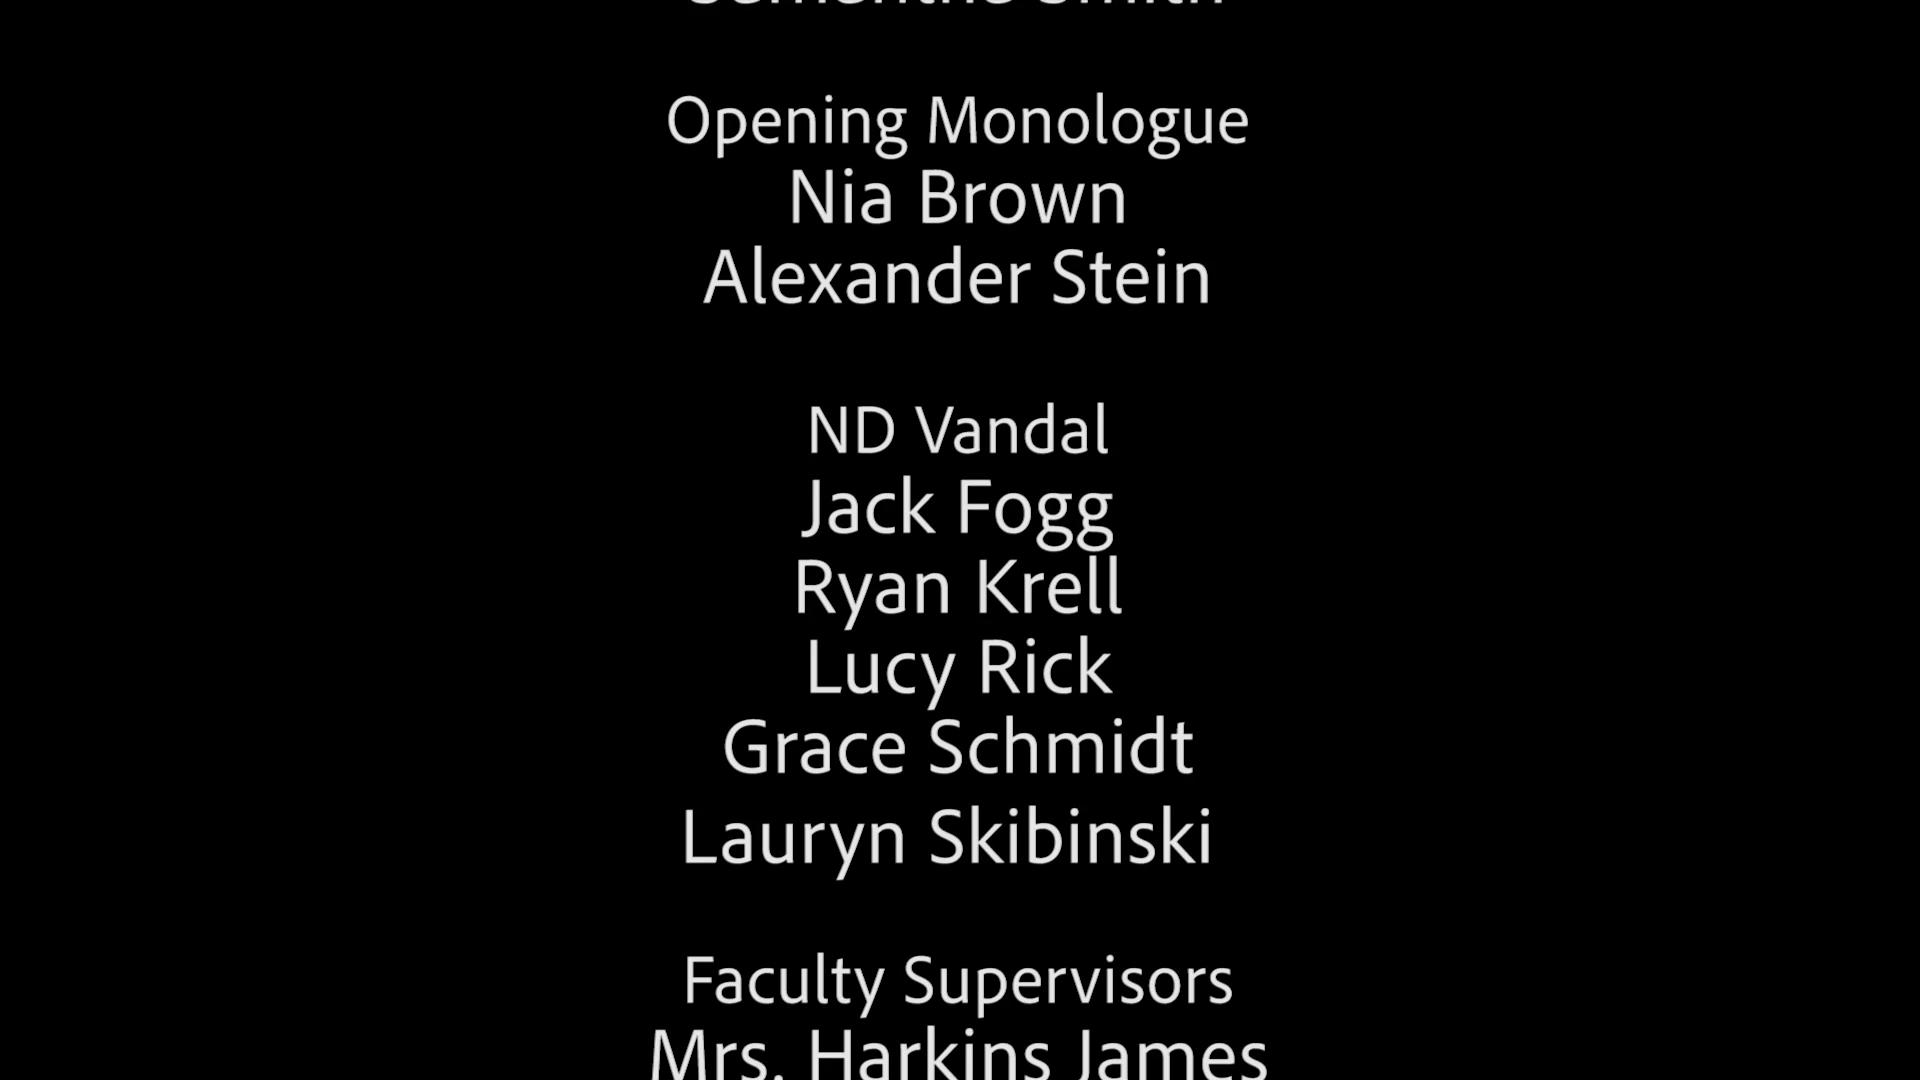 Smith
Opening Monologue
Nia Brown
Alexander Stein
ND Vandal
Jack Fogg
Ryan Krell
Lucy Rick
Grace Schmidt
Lauryn Skibinski
Faculty Supervisors
Mrs. Harkins James